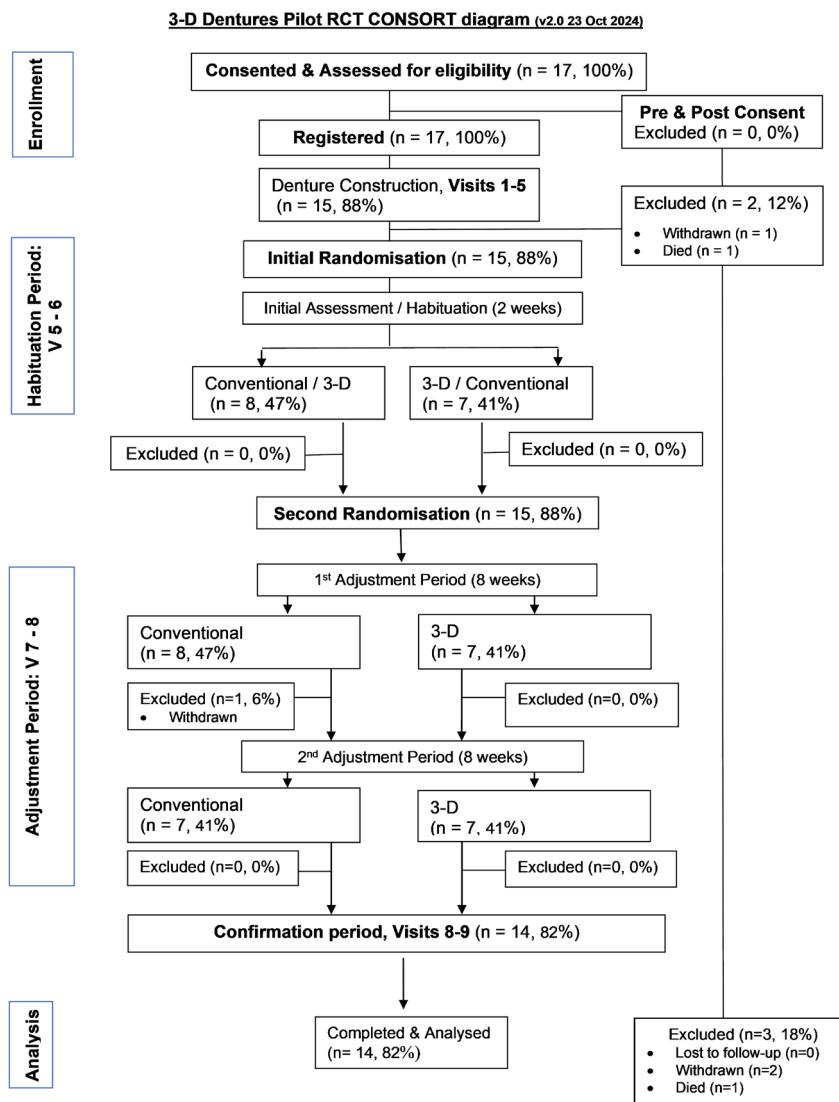 3-D Dentures Pilot RCT CONSORT diagram (v2.0 23 Oct 2024)
Enrollment
Consented & Assessed for eligibility (n = 17, 100%)
Pre & Post Consent
Excluded (n = 0, 0%)
Registered (n = 17, 100%)
Denture Construction, Visits 1-5
(n = 15, 88%)
Excluded (n = 2, 12%)
• Withdrawn (n = 1)
• Died (n = 1)
Habituation Period:
V 5 - 6
Initial Randomisation (n = 15, 88%)
Initial Assessment / Habituation (2 weeks)
Conventional / 3-D
(n = 8, 47%)
3-D / Conventional
(n = 7, 41%)
Excluded (n = 0, 0%)
Excluded (n = 0, 0%)
Second Randomisation (n = 15, 88%)
Adjustment Period: V 7 - 8
1st Adjustment Period (8 weeks)
Conventional
(n = 8, 47%)
3-D
(n = 7, 41%)
Excluded (n=1, 6%)
• Withdrawn
Excluded (n=0, 0%)
2nd Adjustment Period (8 weeks)
Conventional
(n = 7, 41%)
3-D
(n = 7, 41%)
Excluded (n=0, 0%)
Excluded (n=0, 0%)
Confirmation period, Visits 8-9 (n = 14, 82%)
Analysis
Completed & Analysed
(n= 14, 82%)
Excluded (n=3, 18%)
• Lost to follow-up (n=0)
• Withdrawn (n=2)
• Died (n=1)